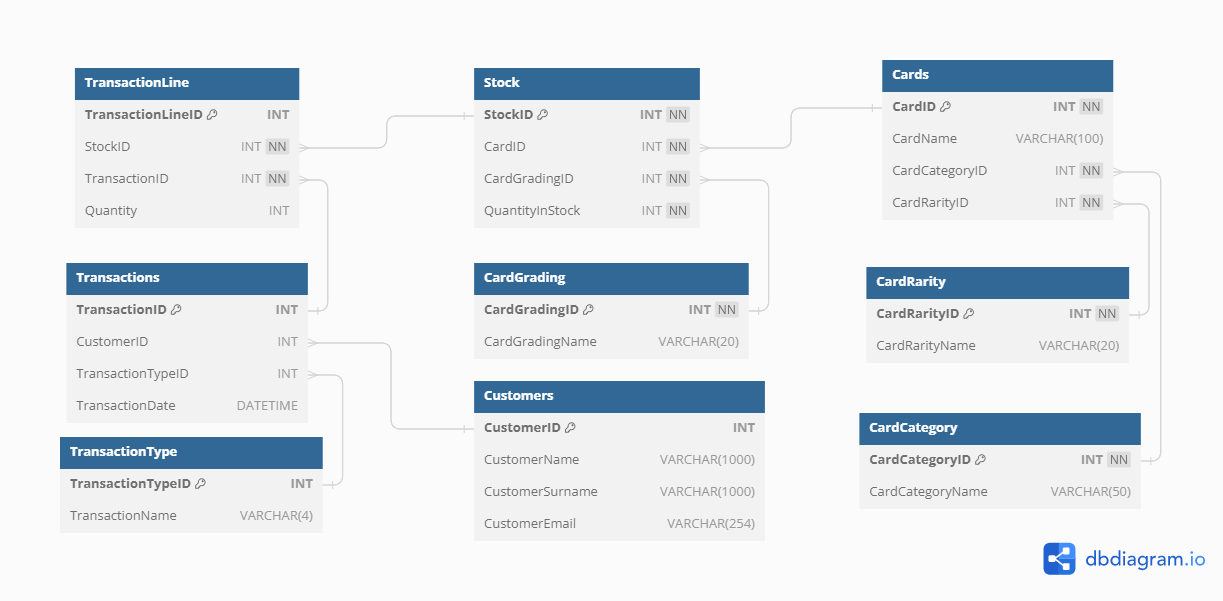 TransactionLine
TransactionLineID INT
StockID INT NN
TransactionID INT NN
Quantity INT
Stock
StockID INT NN
CardID INT NN
CardGradingID INT NN
QuantityInStock INT NN
Cards
CardID INT NN
CardName VARCHAR(100)
CardCategoryID INT NN
CardRarityID INT NN
Transactions
TransactionID INT
CustomerID INT
TransactionTypeID INT
TransactionDate DATETIME
CardGrading
CardGradingID INT NN
CardGradingName VARCHAR(20)
CardRarity
CardRarityID INT NN
CardRarityName VARCHAR(20)
TransactionType
TransactionTypeID INT
TransactionName VARCHAR(4)
Customers
CustomerID INT
CustomerName VARCHAR(1000)
CustomerSurname VARCHAR(1000)
CustomerEmail VARCHAR(254)
CardCategory
CardCategoryID INT NN
CardCategoryName VARCHAR(50)
dbdiagram.io